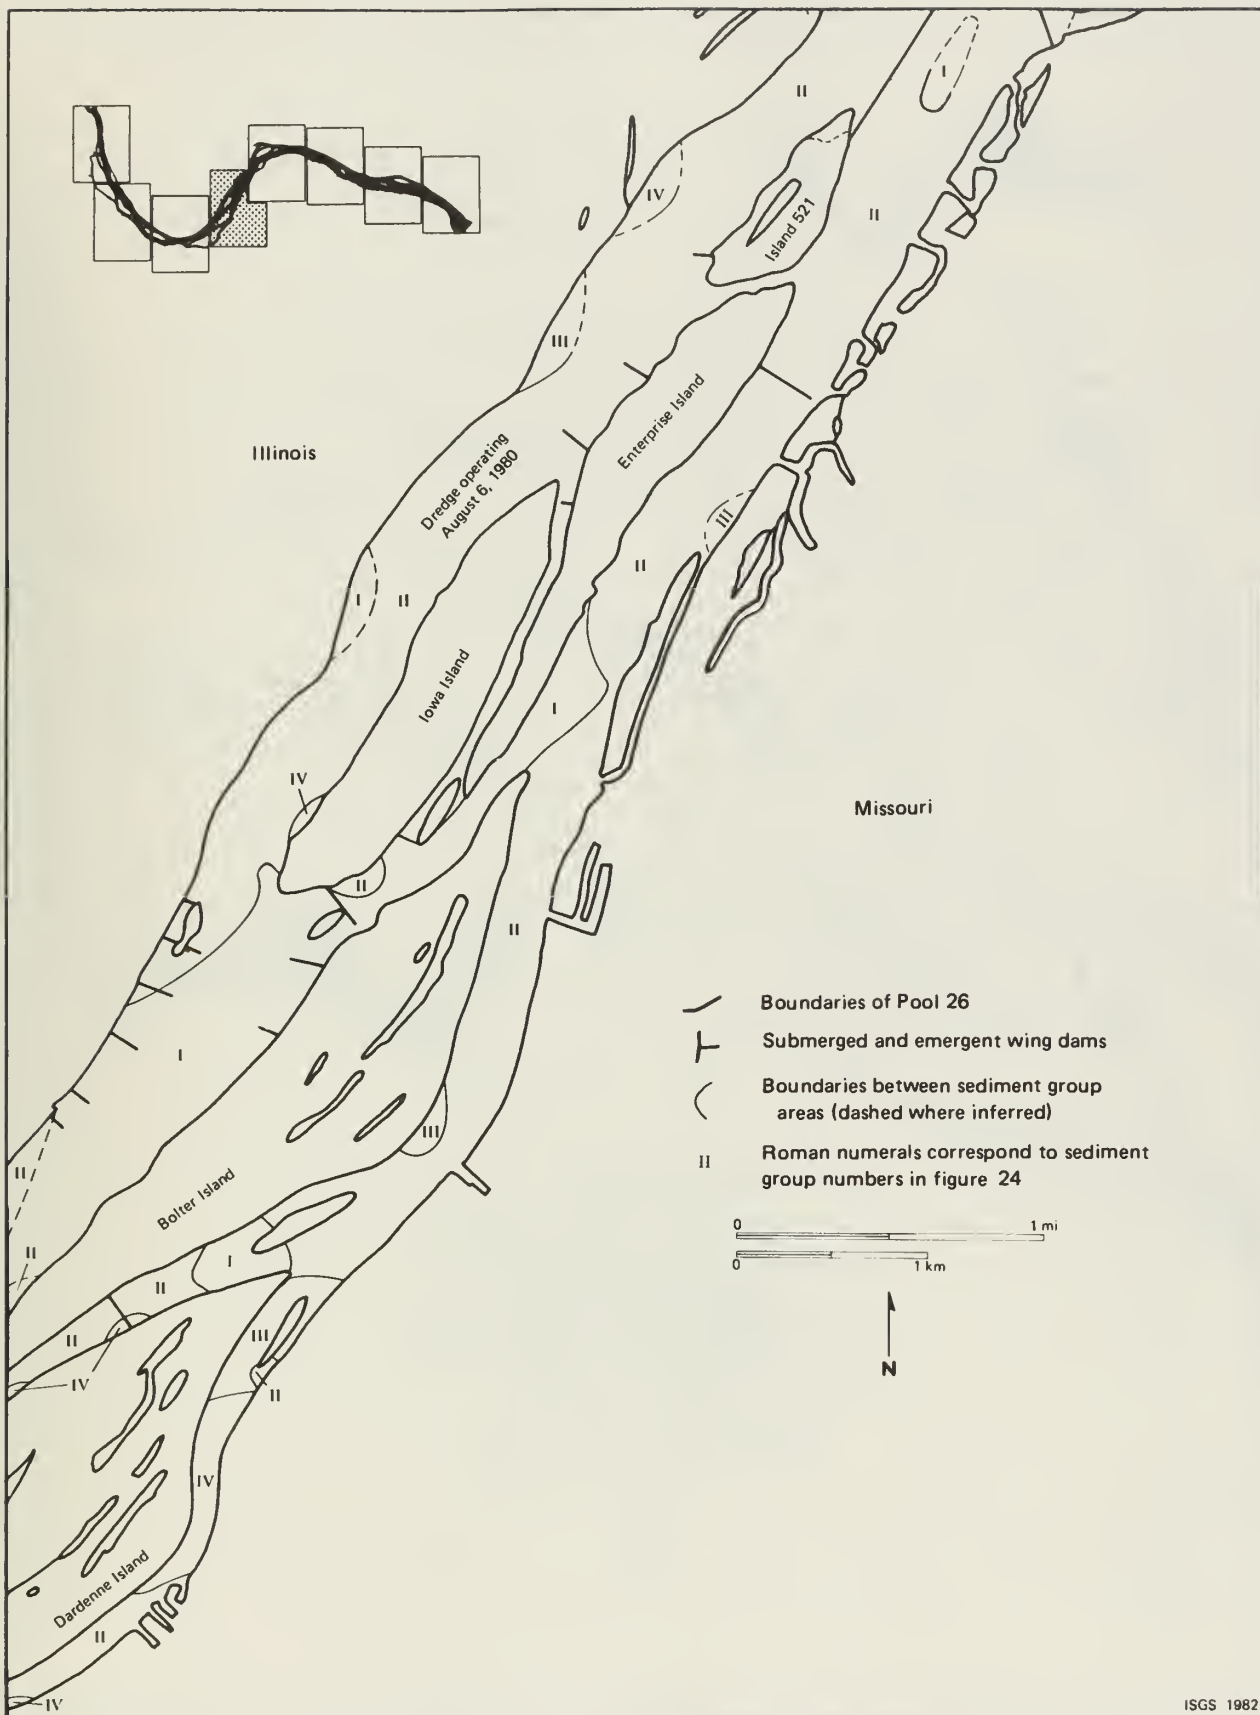 II
I
IV
Island 521
II
III
Illinois
Enterprise Island
Dredge operating
August 6, 1980
III
II
I
II
Iowa Island
I
IV
Missouri
II
II
Boundaries of Pool 26
Submerged and emergent wing dams
I
Boundaries between sediment group
areas (dashed where inferred)
III
II
Roman numerals correspond to sediment
group numbers in figure 24
II
Bolter Island
0 1 mi
II
I
II
0 1 km
III
II
N
IV
II
IV
Dardenne Island
II
IV
ISGS 1982